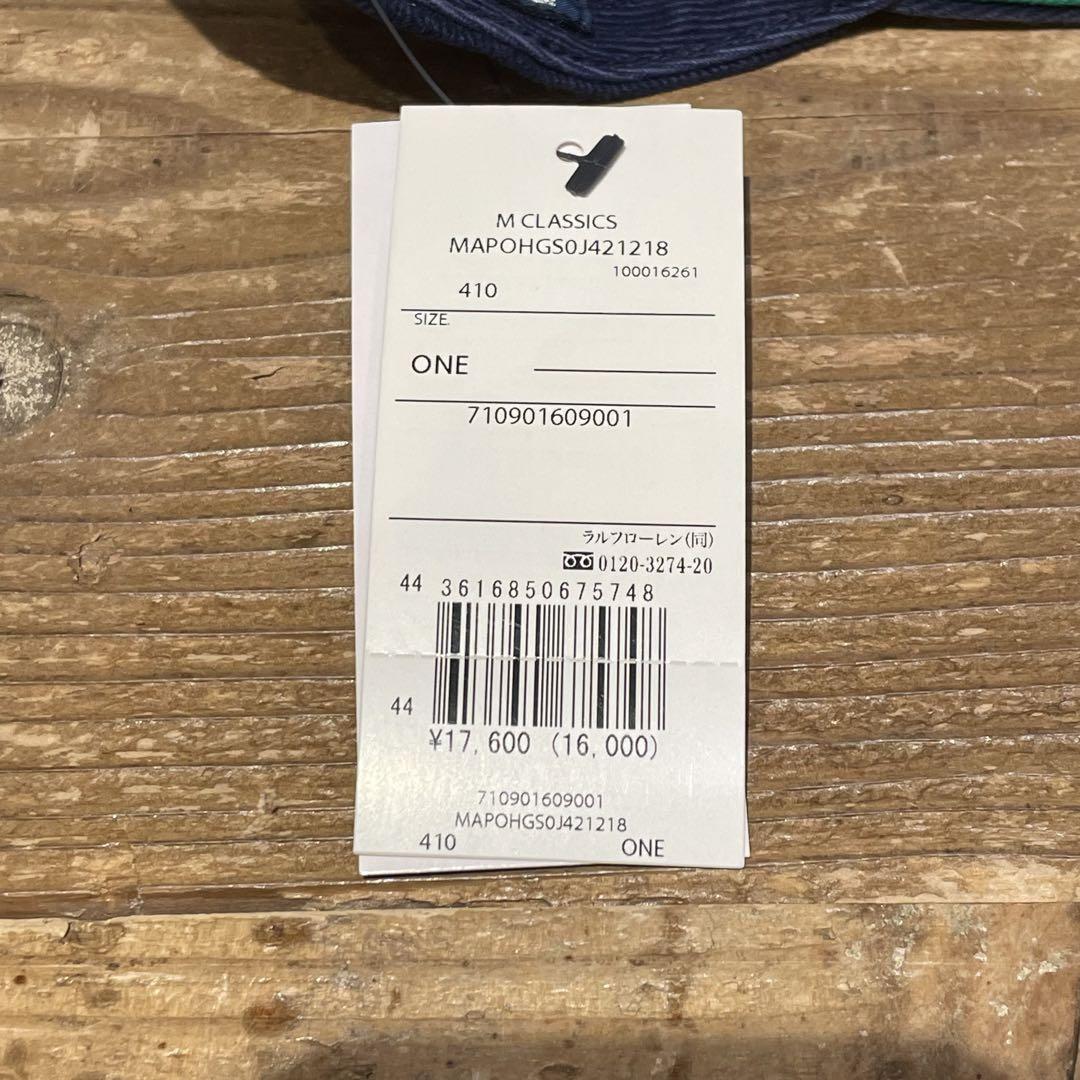 M CLASSICS
MAPOHGS0J421218
100016261
410
SIZE.
ONE
710901609001
ラルフローレン(同)
0120-3274-20
44 3616850675748
44
¥17,600 (16,000)
710901609001
MAPOHGS0J421218
410 ONE